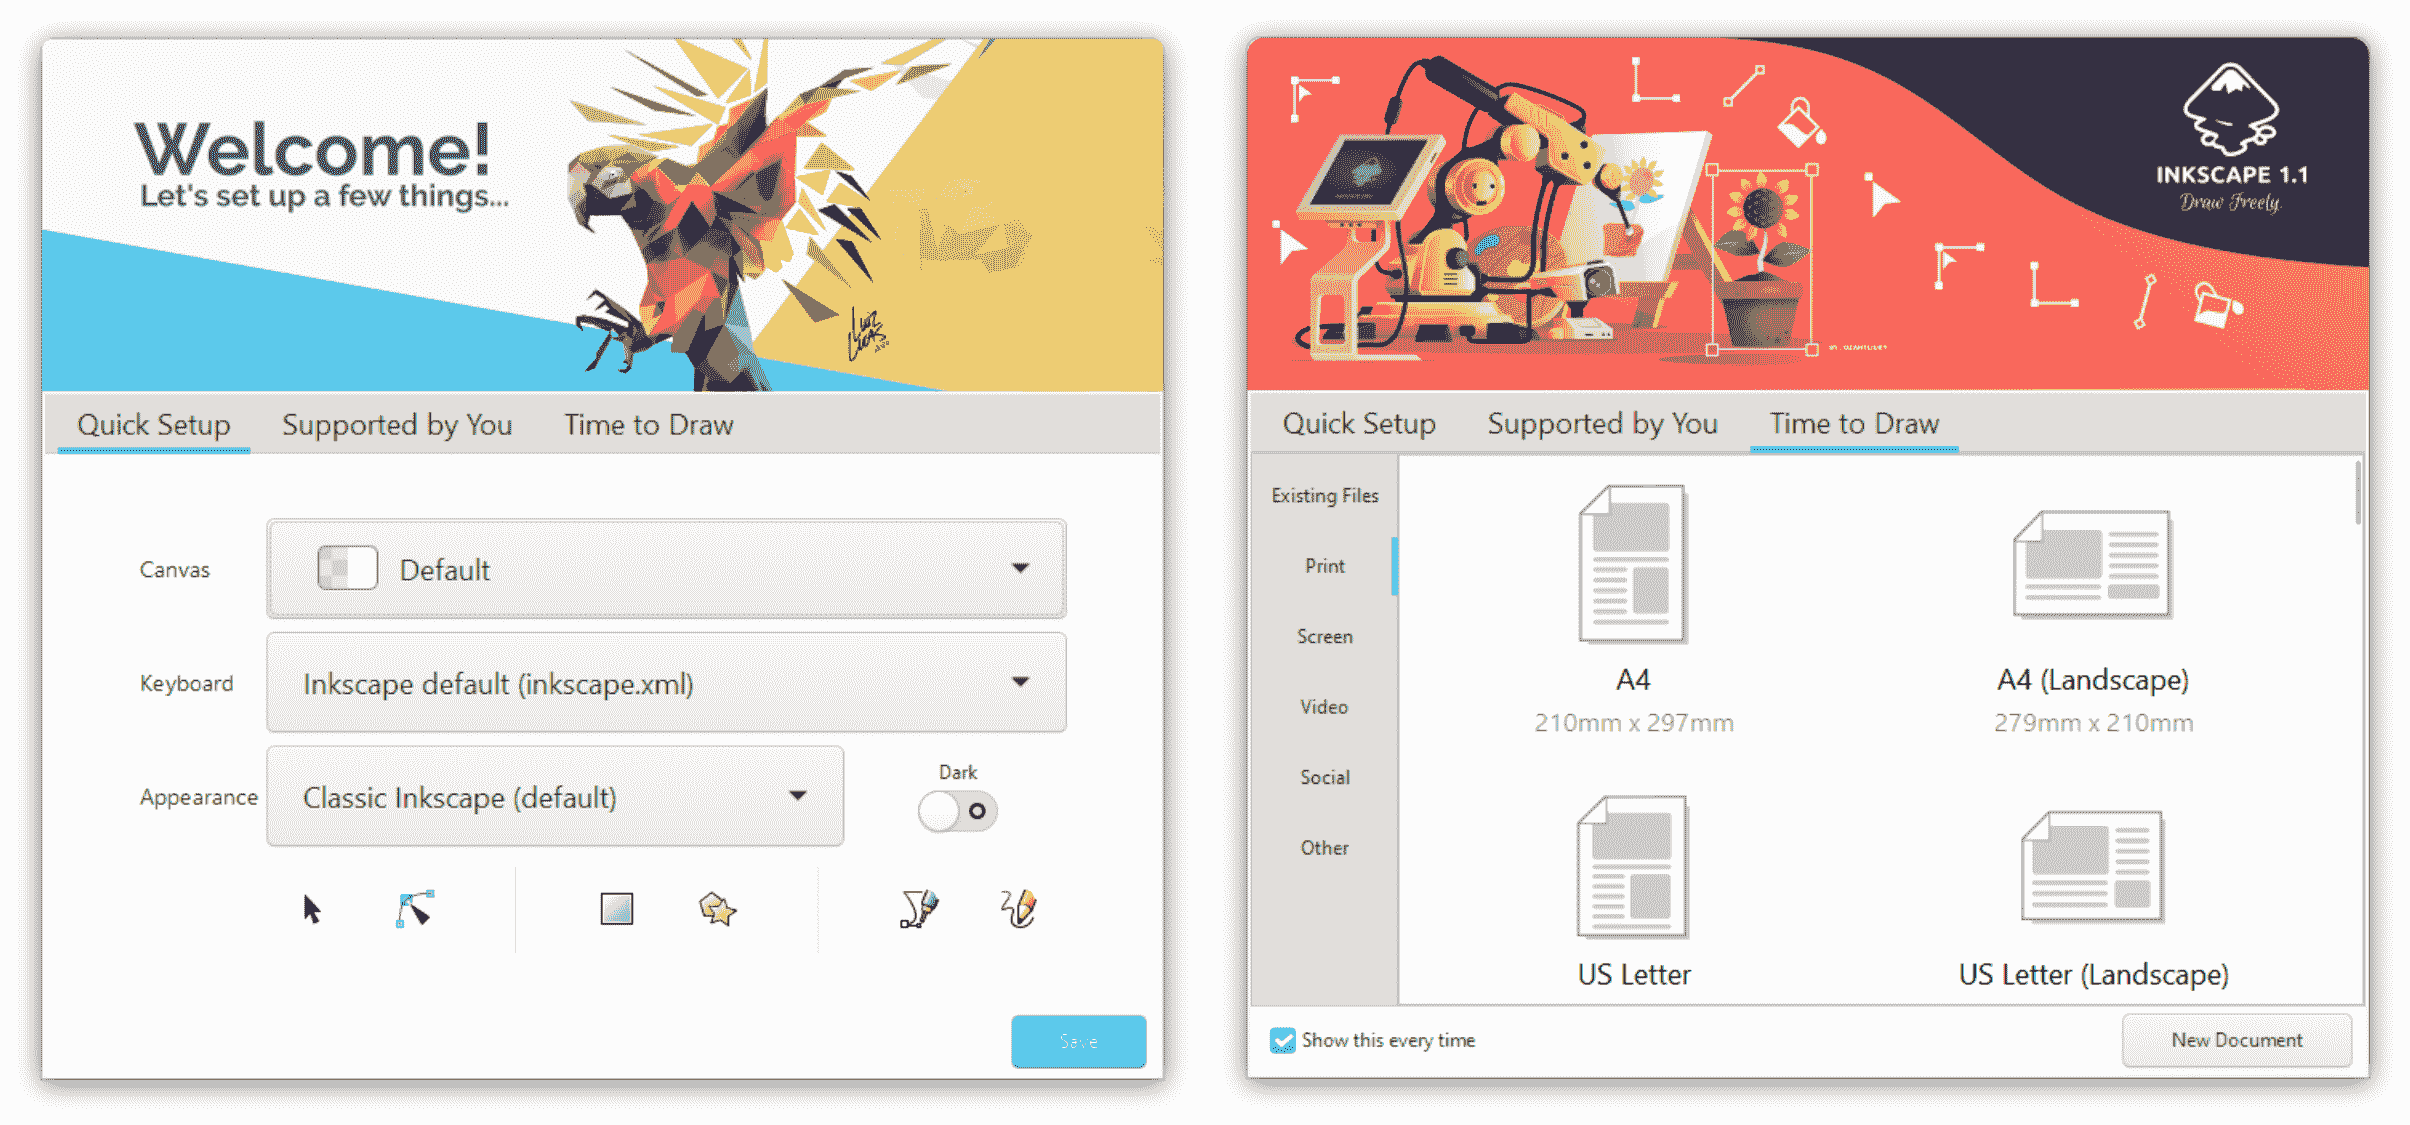 Welcome!
Let's set up a few things...
Quick Setup
Supported by You
Time to Draw
Canvas
Default
Keyboard
Inkscape default (inkscape.xml)
Appearance
Classic Inkscape (default)
Dark
Save
INKSCAPE 1.1
Draw Freely.
Quick Setup
Supported by You
Time to Draw
Existing Files
Print
Screen
Video
Social
Other
A4
210mm x 297mm
A4 (Landscape)
279mm x 210mm
US Letter
US Letter (Landscape)
Show this every time
New Document